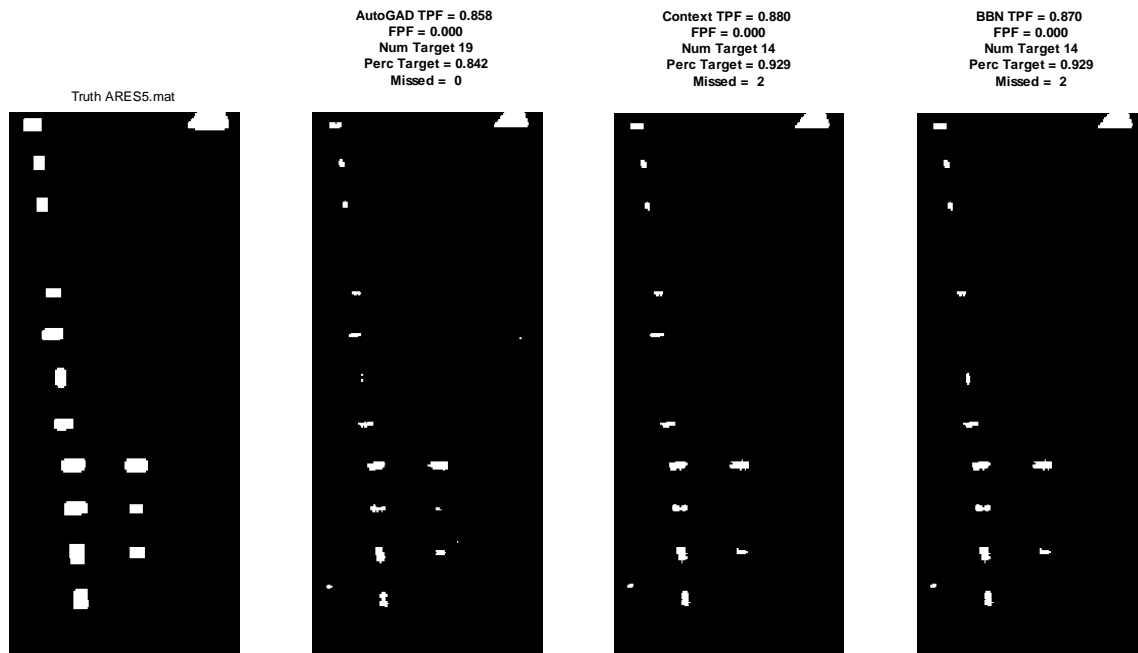 Truth ARES5.mat
AutoGAD TPF = 0.858
FPF = 0.000
Num Target 19
Perc Target = 0.842
Missed = 0
Context TPF = 0.880
FPF = 0.000
Num Target 14
Perc Target = 0.929
Missed = 2
BBN TPF = 0.870
FPF = 0.000
Num Target 14
Perc Target = 0.929
Missed = 2